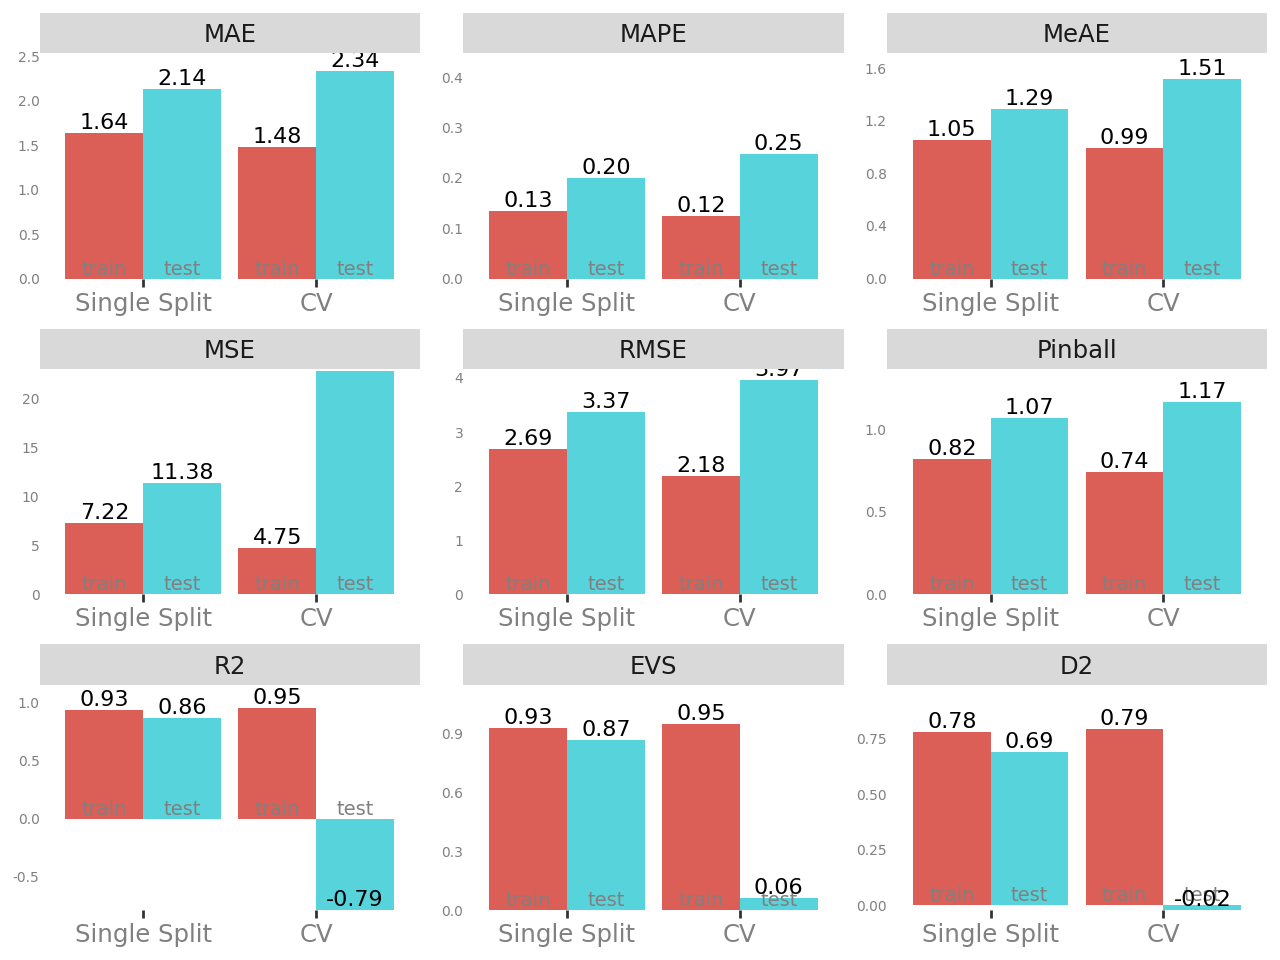 MAE
2.5
2.0
1.5
1.0
0.5
0.0
1.64
2.14
1.48
2.34
train
test
train
test
Single Split
CV
MAPE
0.4
0.3
0.2
0.1
0.0
0.13
0.20
0.12
0.25
train
test
train
test
Single Split
CV
MeAE
1.6
1.2
0.8
0.4
0.0
1.05
1.29
0.99
1.51
train
test
train
test
Single Split
CV
MSE
20
15
10
5
0
7.22
11.38
4.75
train
test
train
test
Single Split
CV
RMSE
4
3
2
1
0
2.69
3.37
2.18
3.97
train
test
train
test
Single Split
CV
Pinball
1.0
0.5
0.0
0.82
1.07
0.74
1.17
train
test
train
test
Single Split
CV
R2
1.0
0.5
0.0
-0.5
0.93
0.86
0.95
-0.79
train
test
train
test
Single Split
CV
EVS
0.9
0.6
0.3
0.0
0.93
0.87
0.95
0.06
train
test
train
test
Single Split
CV
D2
0.75
0.50
0.25
0.00
0.78
0.69
0.79
-0.02
train
test
train
test
Single Split
CV